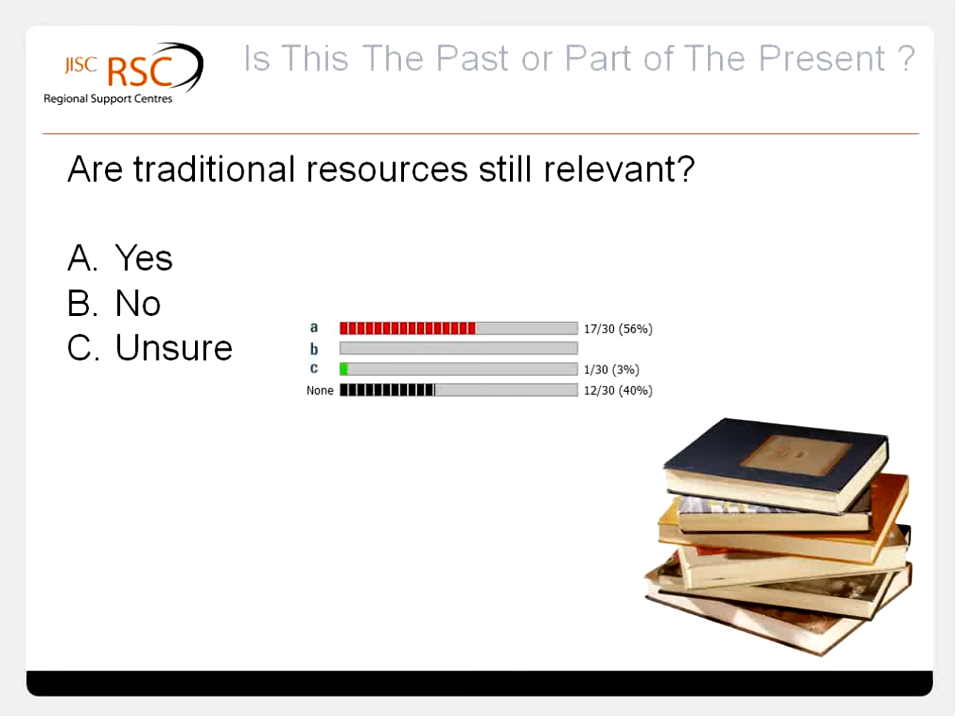 JISC RSC
Regional Support Centres
Is This The Past or Part of The Present ?
Are traditional resources still relevant?
A. Yes
B. No
C. Unsure
a 17/30 (56%)
b
c 1/30 (3%)
None 12/30 (40%)